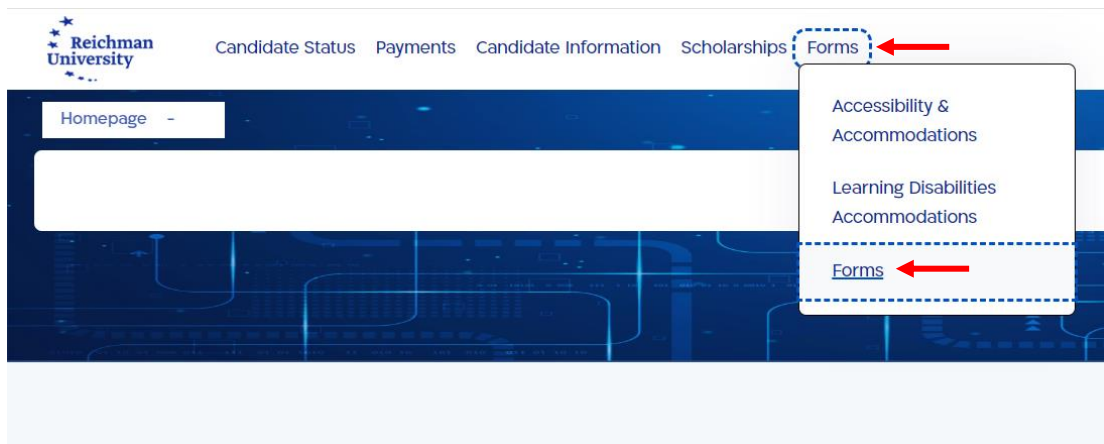 Reichman
University
Candidate Status Payments Candidate Information Scholarships Forms
Homepage -
Accessibility &
Accommodations
Learning Disabilities
Accommodations
Forms